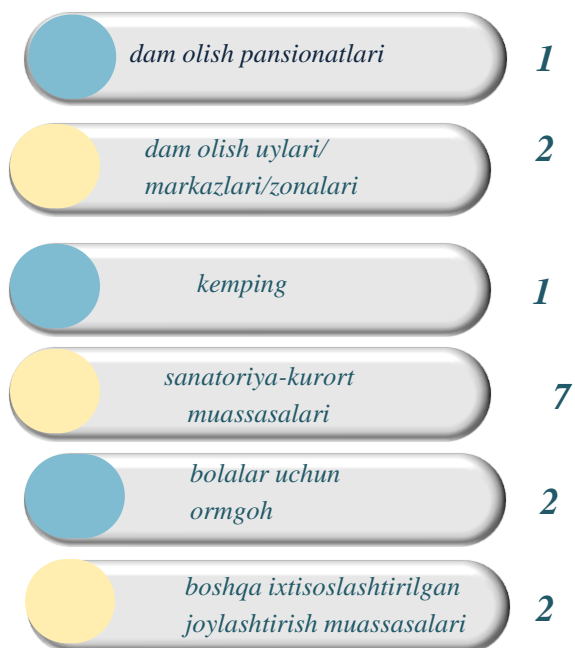 dam olish pansionatlari 1
dam olish uylari/ 2
markazlari/zonalari
kemping 1
sanatoriya-kurort 7
muassasalari
bolalar uchun
ormgoh 2
boshqa ixtisoslashtirilgan 2
joylashtirish muassasalari